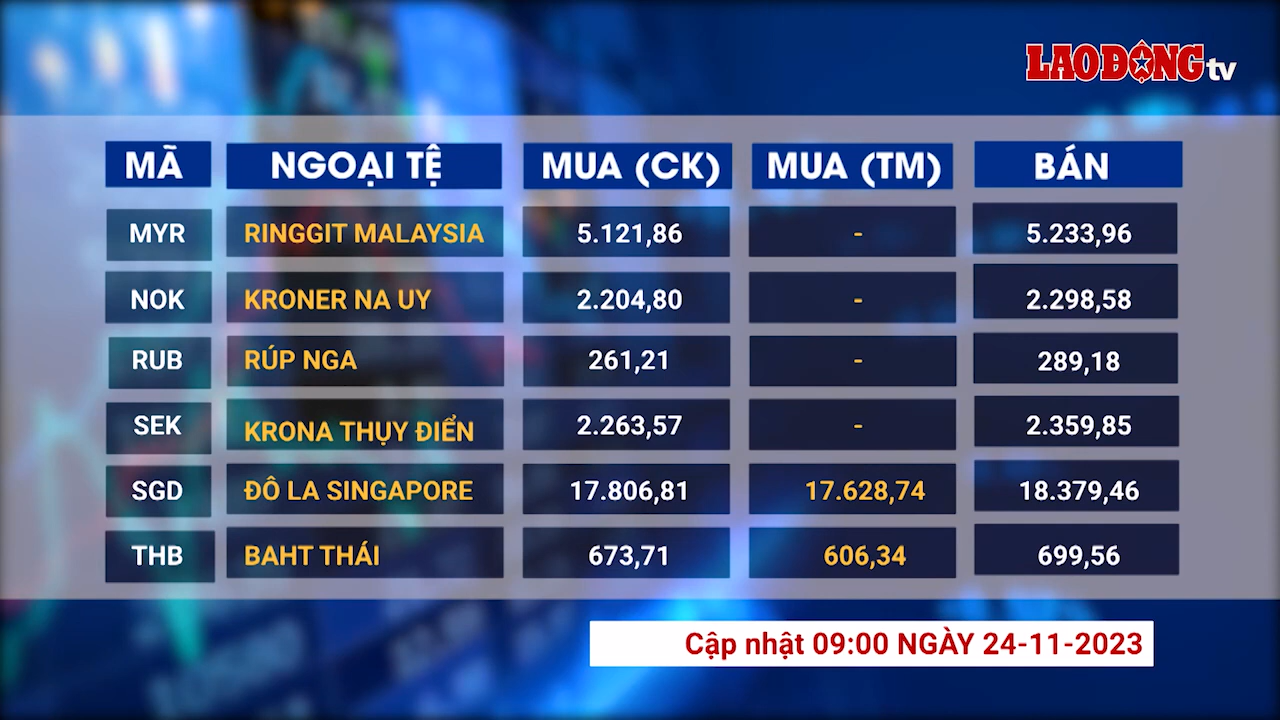 LAO ĐỘNG tv
MÃ NGOẠI TỆ MUA (CK) MUA (TM) BÁN
MYR RINGGIT MALAYSIA 5.121,86 - 5.233,96
NOK KRONER NA UY 2.204,80 - 2.298,58
RUB RÚP NGA 261,21 - 289,18
SEK KRONA THỤY ĐIỂN 2.263,57 - 2.359,85
SGD ĐÔ LA SINGAPORE 17.806,81 17.628,74 18.379,46
THB BAHT THÁI 673,71 606,34 699,56
Cập nhật 09:00 NGÀY 24-11-2023